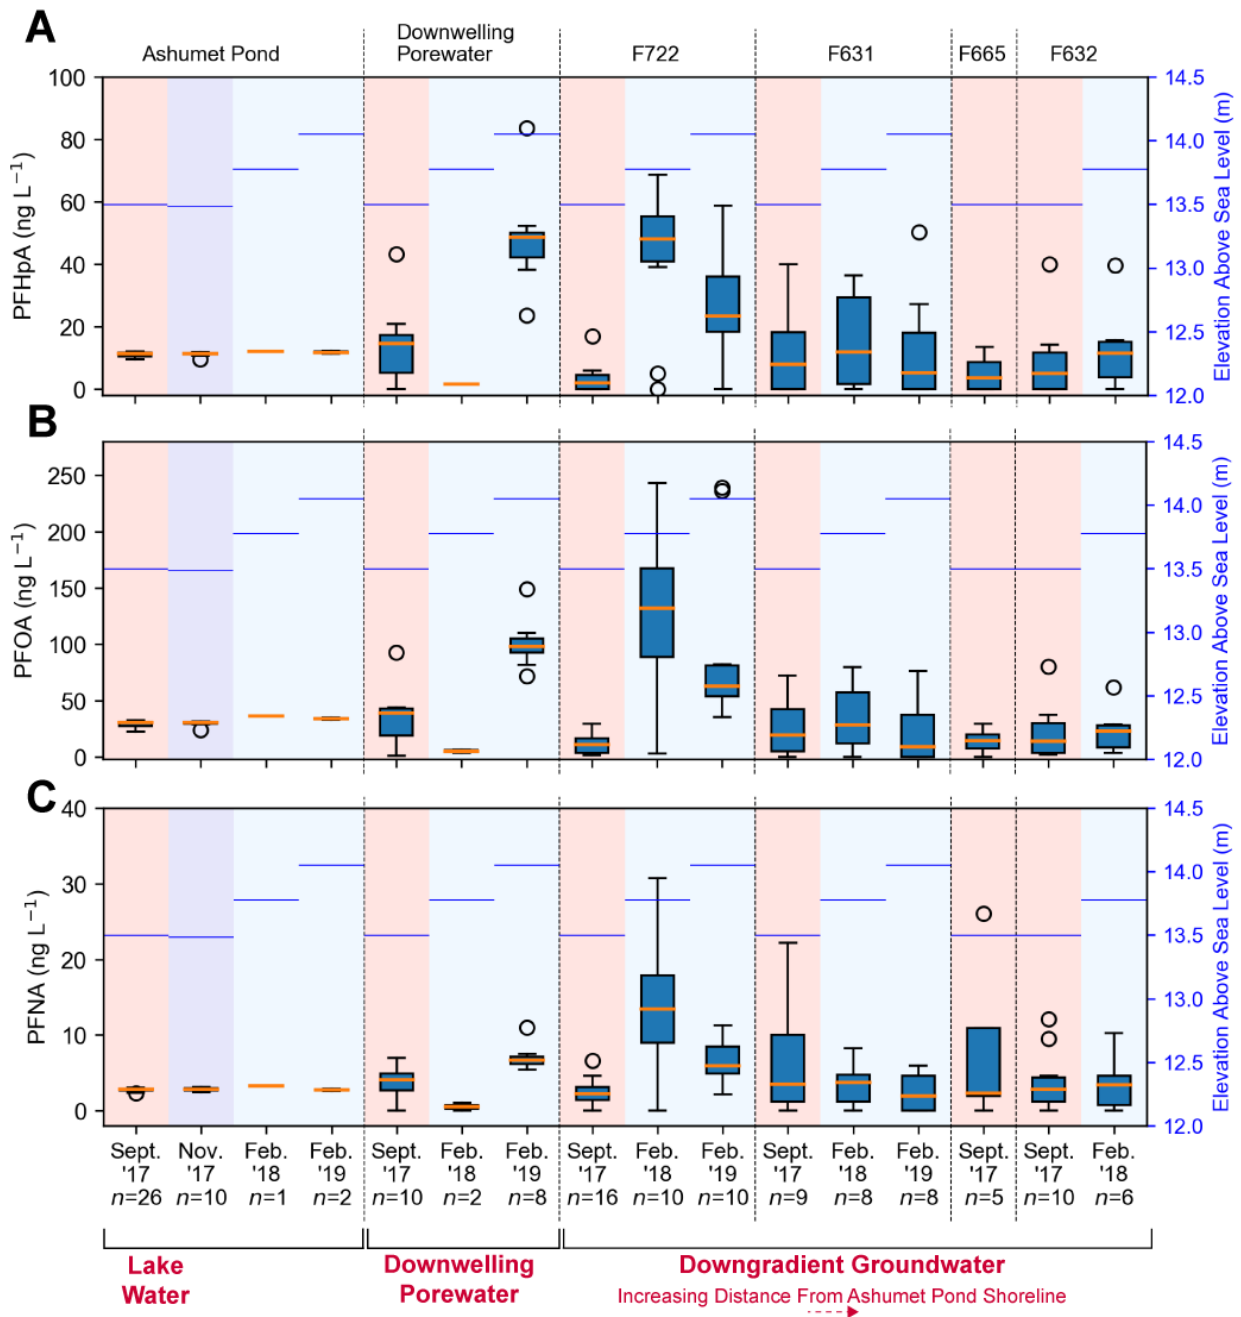 A
Ashumet Pond
Downwelling
Porewater
F722
F631
F665
F632
100
80
60
40
20
0
PFHpA (ng L⁻¹)
14.5
14.0
13.5
13.0
12.5
12.0
Elevation Above Sea Level (m)
B
250
200
150
100
50
0
PFOA (ng L⁻¹)
14.5
14.0
13.5
13.0
12.5
12.0
Elevation Above Sea Level (m)
C
40
30
20
10
0
PFNA (ng L⁻¹)
14.5
14.0
13.5
13.0
12.5
12.0
Elevation Above Sea Level (m)
Sept. Nov. Feb. Feb. Sept. Feb. Feb. Sept. Feb. Feb. Sept. Feb. Feb. Sept. Sept. Feb.
'17 '17 '18 '19 '17 '18 '19 '17 '18 '19 '17 '18 '19 '17 '17 '18
n=26 n=10 n=1 n=2 n=10 n=2 n=8 n=16 n=10 n=10 n=9 n=8 n=8 n=5 n=10 n=6
Lake
Water
Downwelling
Porewater
Downgradient Groundwater
Increasing Distance From Ashumet Pond Shoreline